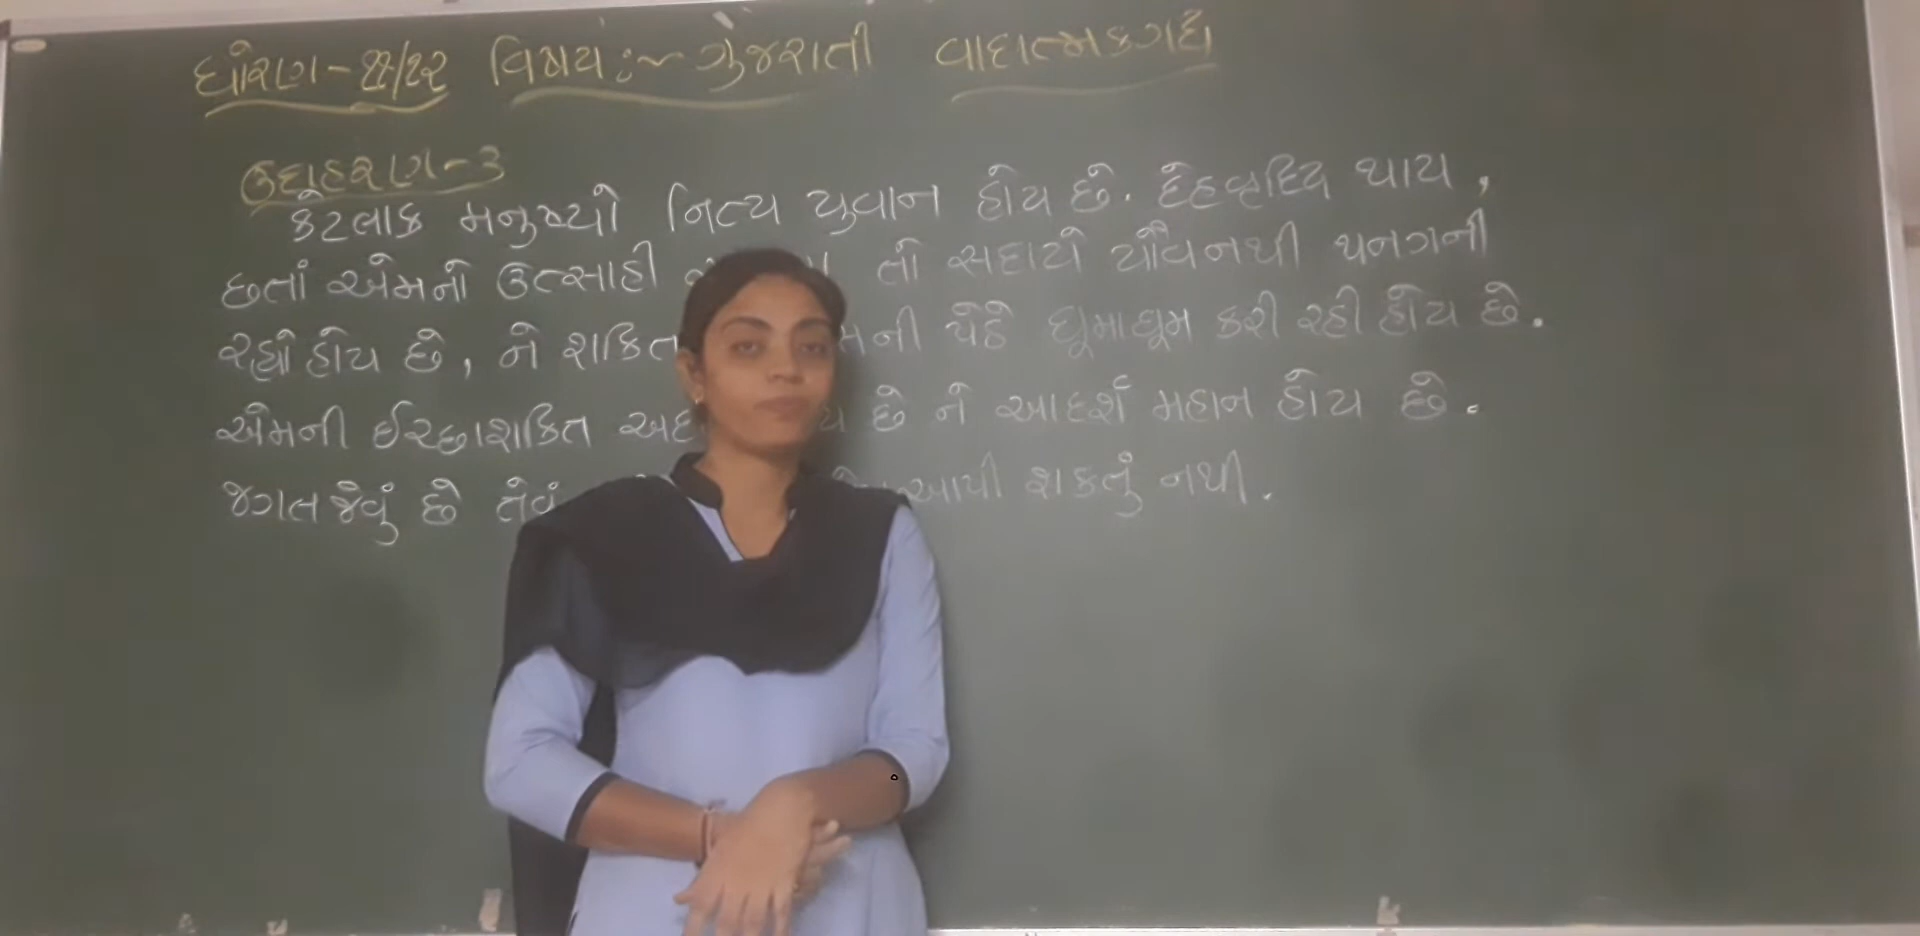 ધોરણ-૧૧/૧૨ વિષય:~ ગુજરાતી વાદાત્મકગદ્ય
ઉદાહરણ-૩
કેટલાક મનુષ્યો નિત્ય યુવાન હોય છે. દેહવૃદ્ધિ થાય,
છતાં એમનો ઉત્સાહી તો સદાયે યૌવનથી થનગની
રહ્યો હોય છે, ને શક્તિ પેઠે ધૂમાધૂમ કરી રહી હોય છે.
એમની ઈચ્છાશક્તિ છે ને આદર્શ મહાન હોય છે.
જગત જેવું છે તેવું આપી શકતું નથી.